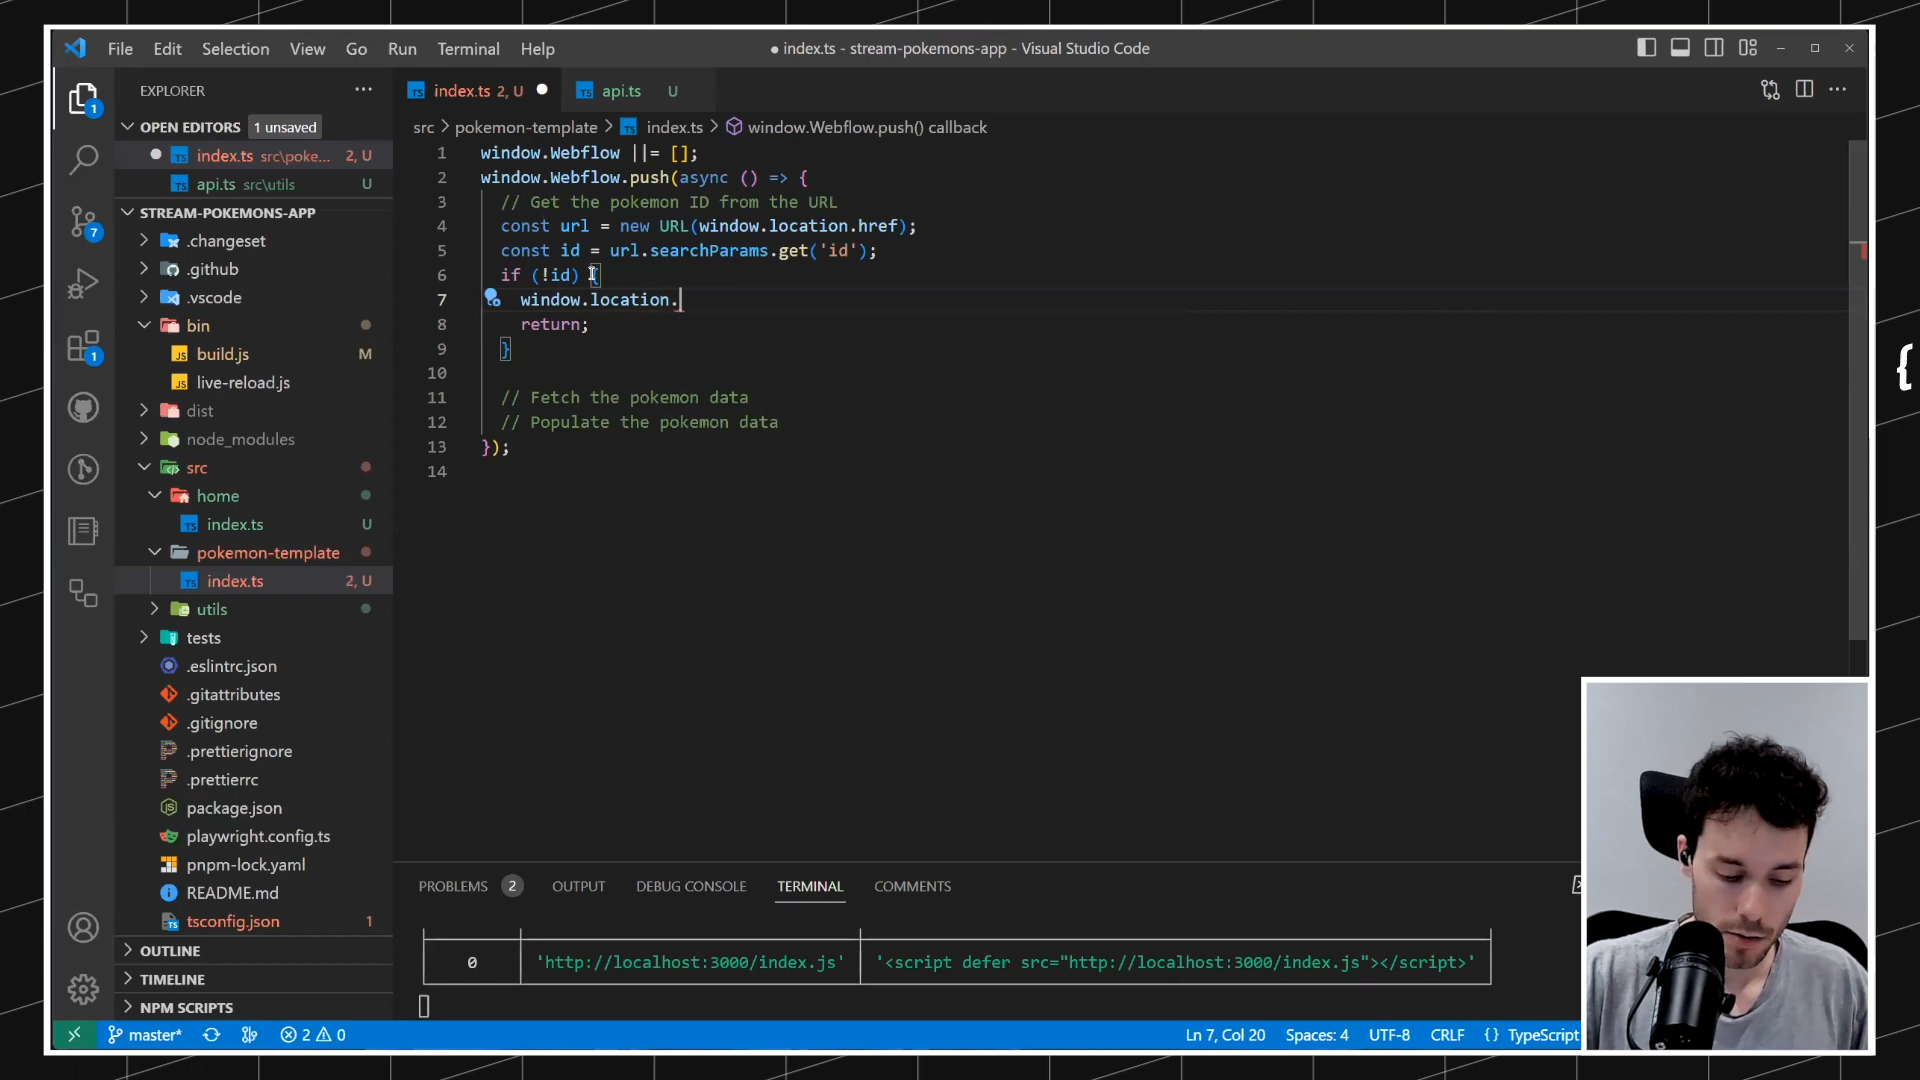 File Edit Selection View Go Run Terminal Help
● index.ts - stream-pokemons-app - Visual Studio Code
EXPLORER
index.ts 2, U
api.ts U
OPEN EDITORS 1 unsaved
src > pokemon-template > index.ts > window.Webflow.push() callback
index.ts src\poke... 2, U
api.ts src\utils U
STREAM-POKEMONS-APP
.changeset
.github
.vscode
bin
build.js M
live-reload.js
dist
node_modules
src
home
index.ts U
pokemon-template
index.ts 2, U
utils
tests
.eslintrc.json
.gitattributes
.gitignore
.prettierignore
.prettierrc
package.json
playwright.config.ts
pnpm-lock.yaml
README.md
tsconfig.json 1
OUTLINE
TIMELINE
NPM SCRIPTS
1
7
1
1 window.Webflow ||= [];
2 window.Webflow.push(async () => {
3 // Get the pokemon ID from the URL
4 const url = new URL(window.location.href);
5 const id = url.searchParams.get('id');
6 if (!id) {
7 window.location.
8 return;
9 }
10
11 // Fetch the pokemon data
12 // Populate the pokemon data
13 });
14
{
PROBLEMS 2 OUTPUT DEBUG CONSOLE TERMINAL COMMENTS
0 'http://localhost:3000/index.js' '<script defer src="http://localhost:3000/index.js"></script>'
master* 2 0 Ln 7, Col 20 Spaces: 4 UTF-8 CRLF {} TypeScript